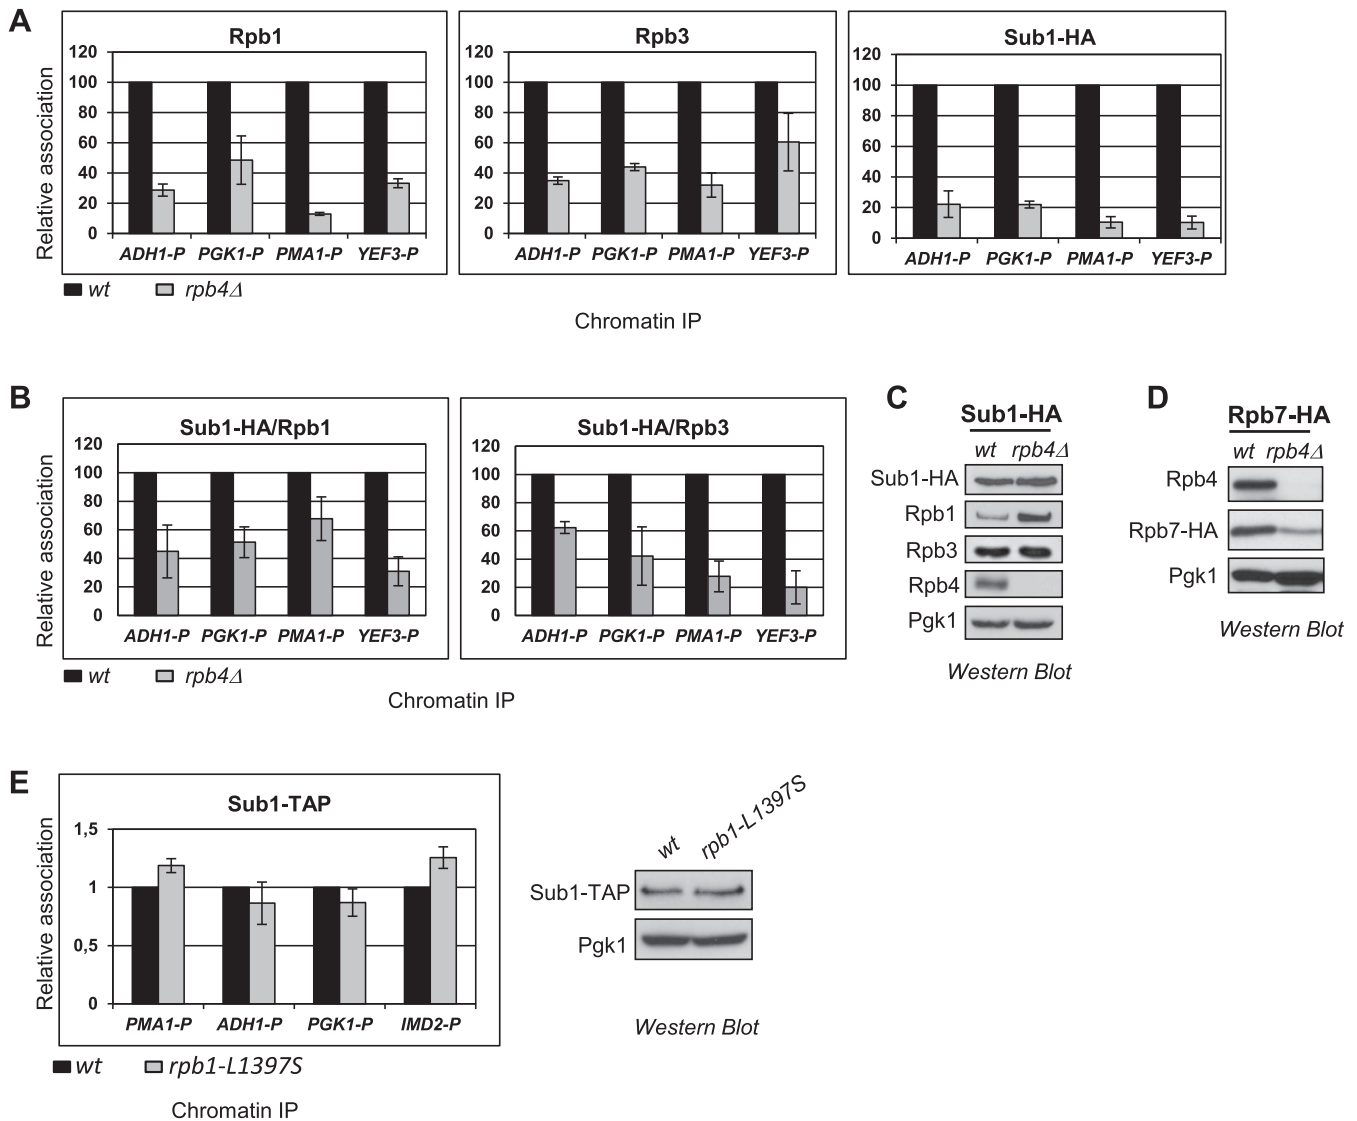 A
Rpb1
Relative association
120
100
80
60
40
20
0
ADH1-P PGK1-P PMA1-P YEF3-P
Rpb3
120
100
80
60
40
20
0
ADH1-P PGK1-P PMA1-P YEF3-P
Sub1-HA
120
100
80
60
40
20
0
ADH1-P PGK1-P PMA1-P YEF3-P
wt rpb4Δ
Chromatin IP
B
Sub1-HA/Rpb1
Relative association
120
100
80
60
40
20
0
ADH1-P PGK1-P PMA1-P YEF3-P
Sub1-HA/Rpb3
120
100
80
60
40
20
0
ADH1-P PGK1-P PMA1-P YEF3-P
wt rpb4Δ
Chromatin IP
C
Sub1-HA
wt rpb4Δ
Sub1-HA
Rpb1
Rpb3
Rpb4
Pgk1
Western Blot
D
Rpb7-HA
wt rpb4Δ
Rpb4
Rpb7-HA
Pgk1
Western Blot
E
Sub1-TAP
Relative association
1,5
1
0,5
0
PMA1-P ADH1-P PGK1-P IMD2-P
wt rpb1-L1397S
Chromatin IP
wt rpb1-L1397S
Sub1-TAP
Pgk1
Western Blot